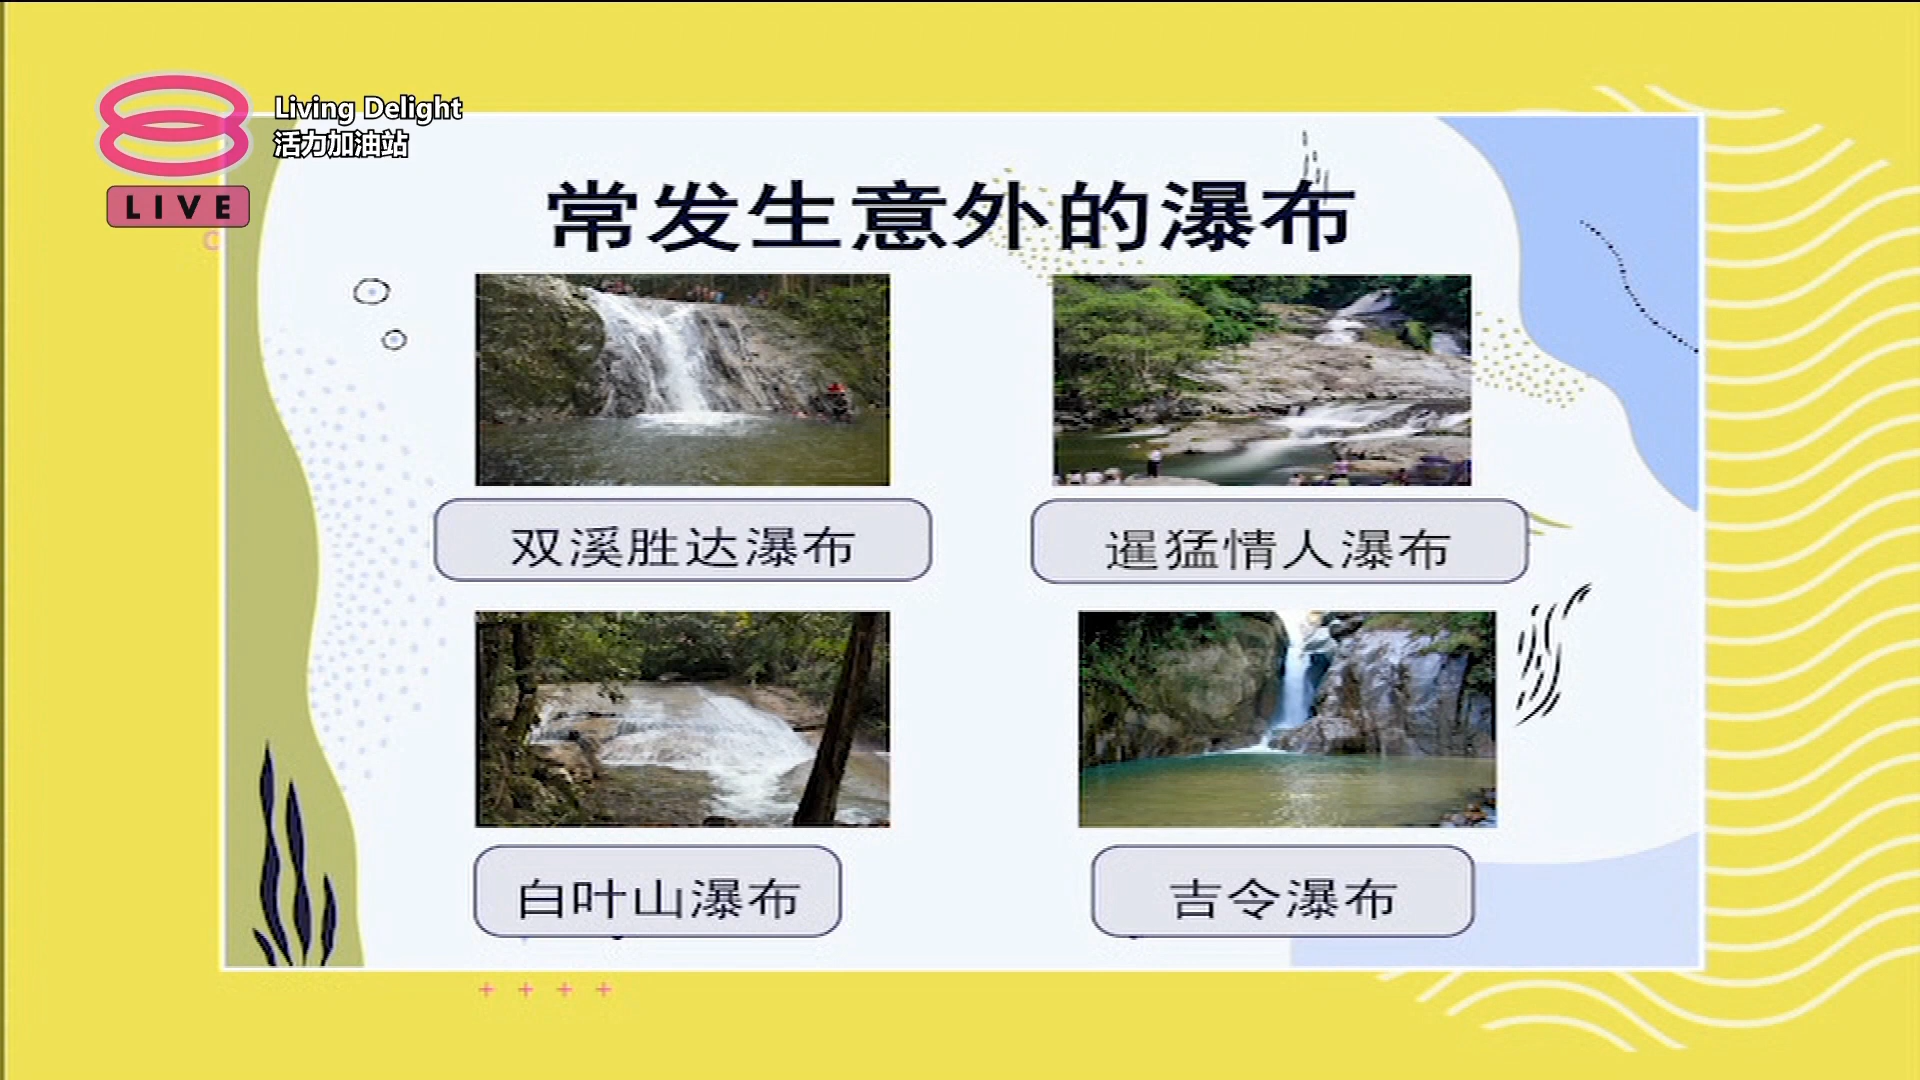 Living Delight
活力加油站
LIVE
常发生意外的瀑布
双溪胜达瀑布
暹猛情人瀑布
白叶山瀑布
吉令瀑布